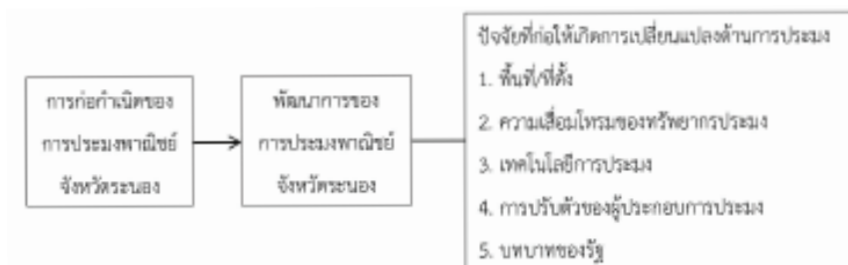 การก่อกำเนิดของ
การประมงพาณิชย์
จังหวัดระนอง
พัฒนาการของ
การประมงพาณิชย์
จังหวัดระนอง
ปัจจัยที่ก่อให้เกิดการเปลี่ยนแปลงด้านการประมง
1. พื้นที่/ที่ตั้ง
2. ความเสื่อมโทรมของทรัพยากรประมง
3. เทคโนโลยีการประมง
4. การปรับตัวของผู้ประกอบการประมง
5. บทบาทของรัฐ